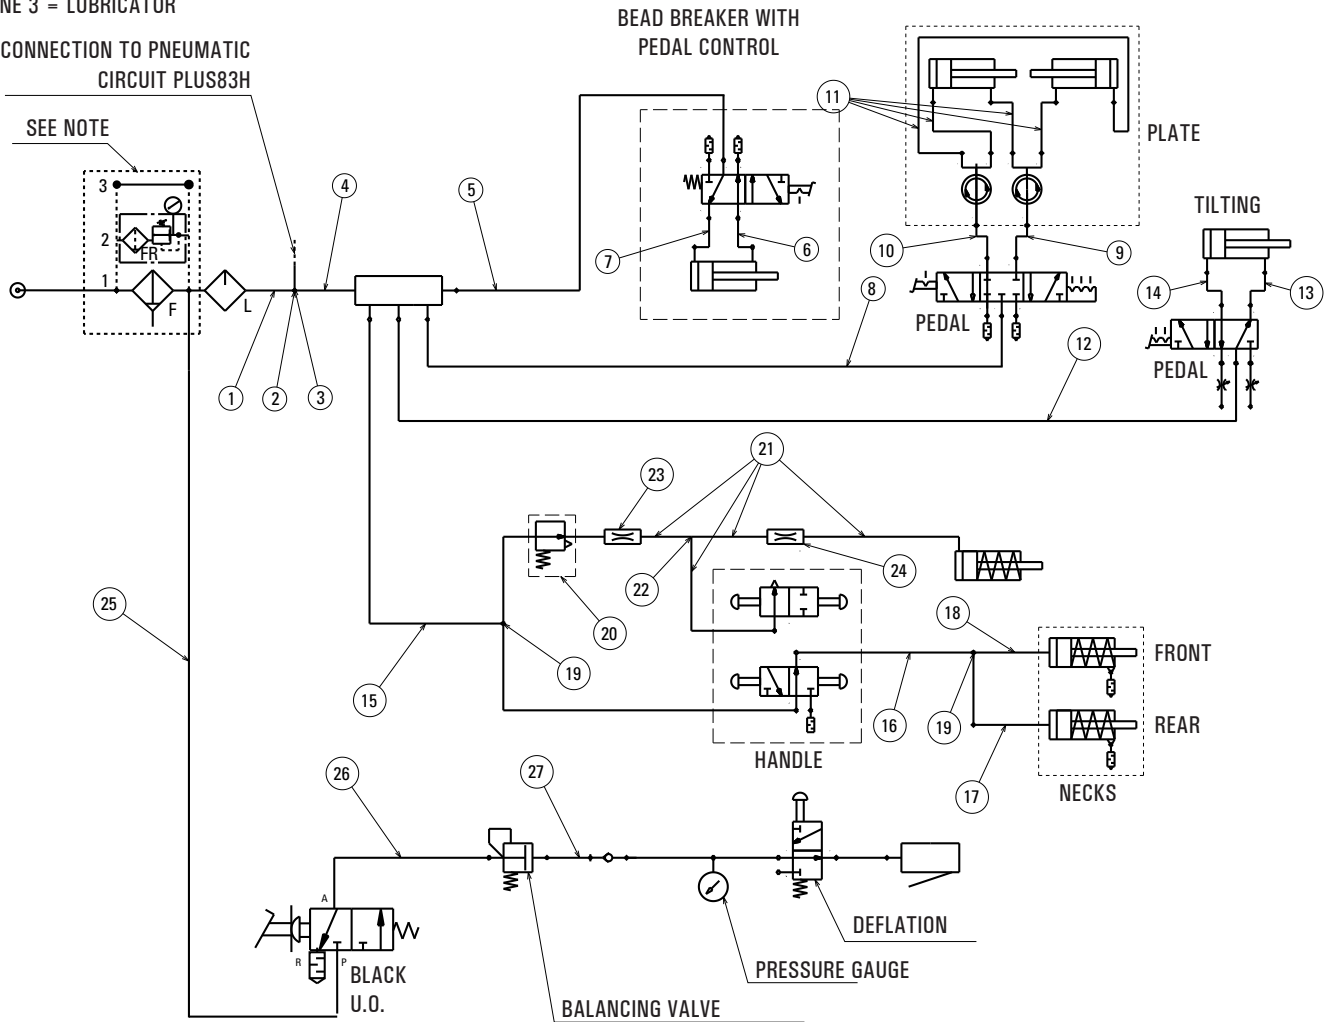 NE 3 = LUBRICATOR
CONNECTION TO PNEUMATIC
CIRCUIT PLUS83H
SEE NOTE
BEAD BREAKER WITH
PEDAL CONTROL
11
PLATE
3
4
5
2
FR
1
F
L
7
6
10
9
TILTING
14
13
8
PEDAL
12
PEDAL
1
2
3
21
23
22
24
20
25
15
19
18
FRONT
16
19
REAR
17
HANDLE
NECKS
26
27
A
R
P
BLACK
U.O.
DEFLATION
PRESSURE GAUGE
BALANCING VALVE